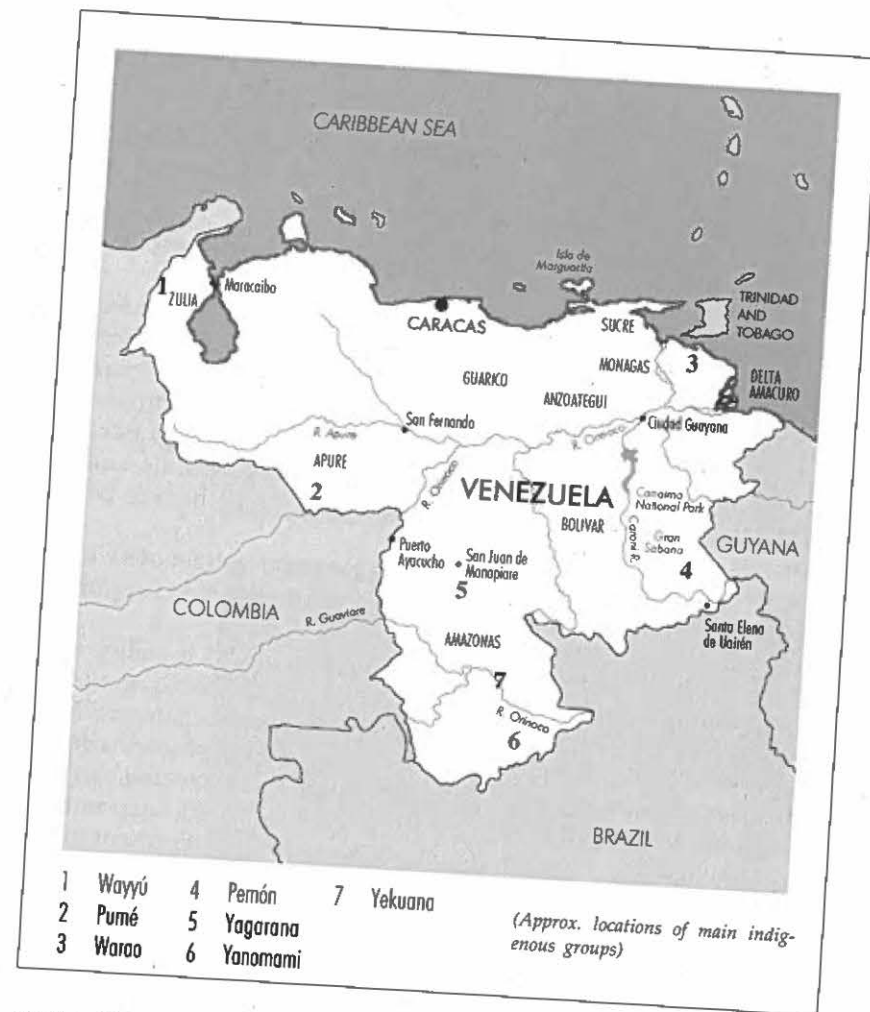 CARIBBEAN SEA
Isla de
Margarita
1
Maracaibo
ZULIA
CARACAS
SUCRE
TRINIDAD
AND
TOBAGO
MONAGAS
3
DELTA
AMACURO
GUARICO
ANZOATEGUI
San Fernando
R. Apure
R. Orinoco
Ciudad Guayana
APURE
2
R. Orinoco
VENEZUELA
BOLIVAR
Canaima
National Park
Caroni R.
Gran
Sabana
GUYANA
4
Puerto
Ayacucho
San Juan de
Manapiare
5
COLOMBIA
R. Guaviare
Santa Elena
de Uairén
AMAZONAS
7
R. Orinoco
6
BRAZIL
1 Wayyú 4 Pemón 7 Yekuana
2 Pumé 5 Yagarana
3 Warao 6 Yanomami
(Approx. locations of main indig-
enous groups)